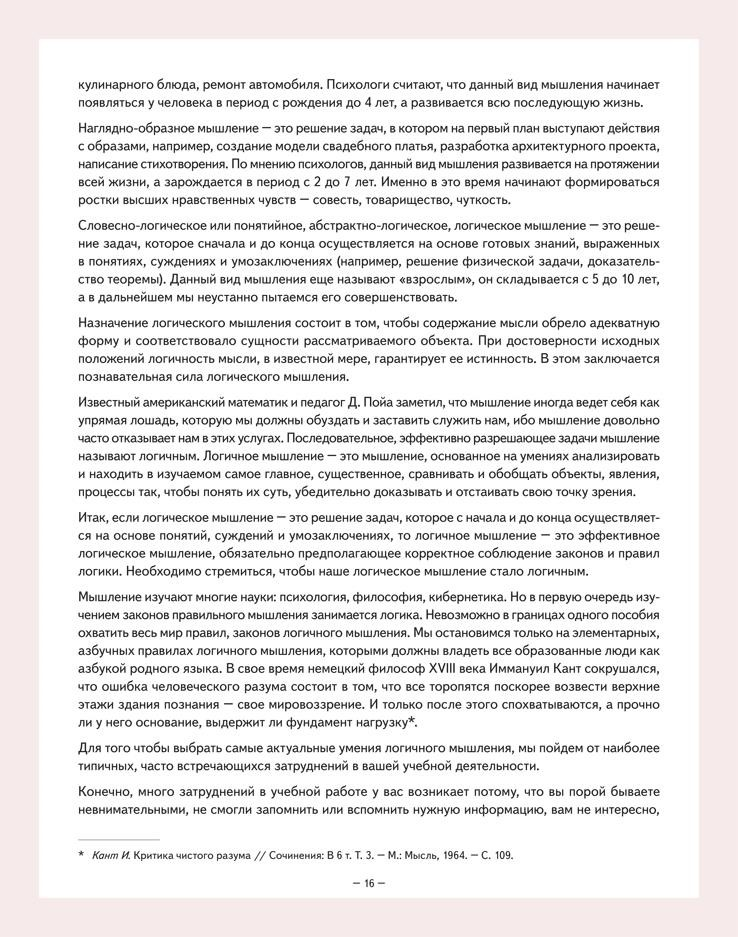 кулинарного блюда, ремонт автомобиля. Психологи считают, что данный вид мышления начинает
появляться у человека в период с рождения до 4 лет, а развивается всю последующую жизнь.
Наглядно-образное мышление — это решение задач, в котором на первый план выступают действия
с образами, например, создание модели свадебного платья, разработка архитектурного проекта,
написание стихотворения. По мнению психологов, данный вид мышления развивается на протяжении
всей жизни, а зарождается в период с 2 до 7 лет. Именно в это время начинают формироваться
ростки высших нравственных чувств — совесть, товарищество, чуткость.
Словесно-логическое или понятийное, абстрактно-логическое, логическое мышление — это реше-
ние задач, которое сначала и до конца осуществляется на основе готовых знаний, выраженных
в понятиях, суждениях и умозаключениях (например, решение физической задачи, доказатель-
ство теоремы). Данный вид мышления еще называют «взрослым», он складывается с 5 до 10 лет,
а в дальнейшем мы неустанно пытаемся его совершенствовать.
Назначение логического мышления состоит в том, чтобы содержание мысли обрело адекватную
форму и соответствовало сущности рассматриваемого объекта. При достоверности исходных
положений логичность мысли, в известной мере, гарантирует ее истинность. В этом заключается
познавательная сила логического мышления.
Известный американский математик и педагог Д. Пойа заметил, что мышление иногда ведет себя как
упрямая лошадь, которую мы должны обуздать и заставить служить нам, ибо мышление довольно
часто отказывает нам в этих услугах. Последовательное, эффективно разрешающее задачи мышление
называют логичным. Логичное мышление — это мышление, основанное на умениях анализировать
и находить в изучаемом самое главное, существенное, сравнивать и обобщать объекты, явления,
процессы так, чтобы понять их суть, убедительно доказывать и отстаивать свою точку зрения.
Итак, если логическое мышление — это решение задач, которое с начала и до конца осуществляет-
ся на основе понятий, суждений и умозаключениях, то логичное мышление — это эффективное
логическое мышление, обязательно предполагающее корректное соблюдение законов и правил
логики. Необходимо стремиться, чтобы наше логическое мышление стало логичным.
Мышление изучают многие науки: психология, философия, кибернетика. Но в первую очередь изу-
чением законов правильного мышления занимается логика. Невозможно в границах одного пособия
охватить весь мир правил, законов логичного мышления. Мы остановимся только на элементарных,
азбучных правилах логичного мышления, которыми должны владеть все образованные люди как
азбукой родного языка. В свое время немецкий философ XVIII века Иммануил Кант сокрушался,
что ошибка человеческого разума состоит в том, что все торопятся поскорее возвести верхние
этажи здания познания — свое мировоззрение. И только после этого спохватываются, а прочно
ли у него основание, выдержит ли фундамент нагрузку*.
Для того чтобы выбрать самые актуальные умения логичного мышления, мы пойдем от наиболее
типичных, часто встречающихся затруднений в вашей учебной деятельности.
Конечно, много затруднений в учебной работе у вас возникает потому, что вы порой бываете
невнимательными, не смогли запомнить или вспомнить нужную информацию, вам не интересно,
* Кант И. Критика чистого разума // Сочинения: В 6 т. Т. 3. — М.: Мысль, 1964. — С. 109.
— 16 —